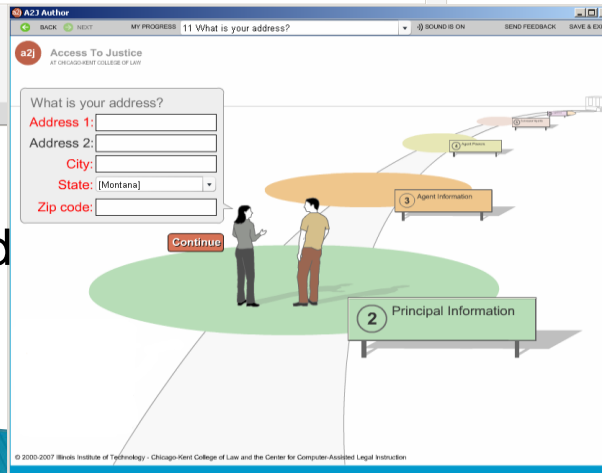 A2J Author
BACK NEXT MY PROGRESS 11 What is your address? SOUND IS ON SEND FEEDBACK SAVE & EXI
a2j Access To Justice
AT CHICAGO-KENT COLLEGE OF LAW
What is your address?
Address 1:
Address 2:
City:
State: [Montana]
Zip code:
Continue
4
3 Agent Information
2 Principal Information
d
© 2000-2007 Illinois Institute of Technology - Chicago-Kent College of Law and the Center for Computer-Assisted Legal Instruction